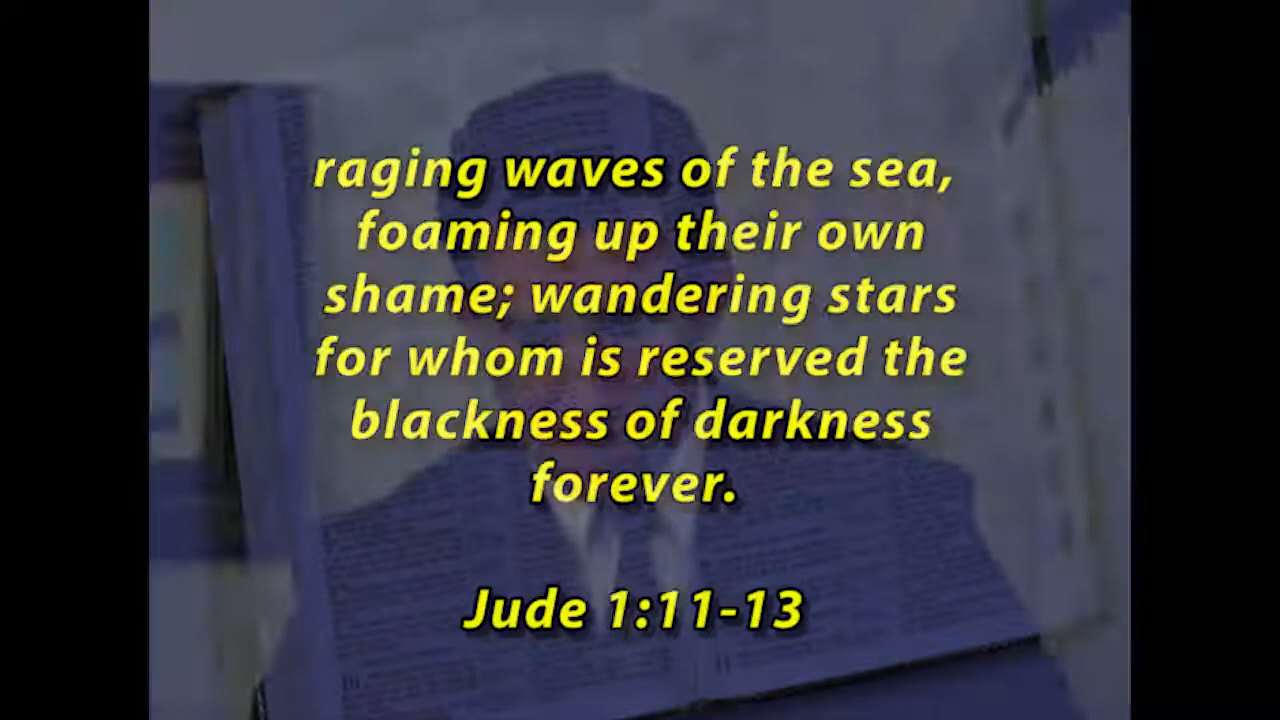 raging waves of the sea,
foaming up their own
shame; wandering stars
for whom is reserved the
blackness of darkness
forever.
Jude 1:11-13